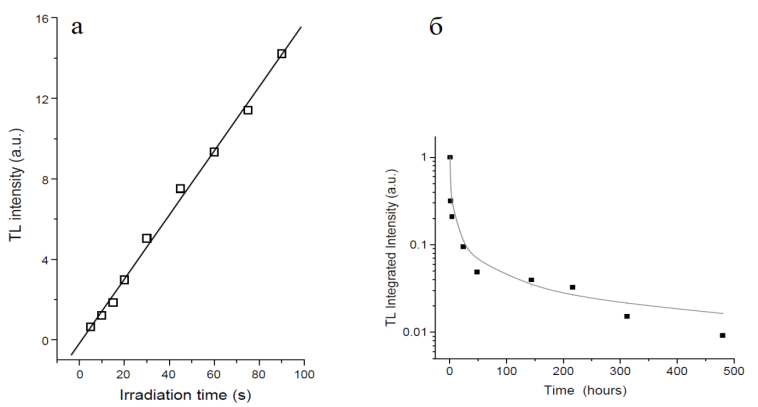 а
16
12
8
4
0
TL intensity (a.u.)
0 20 40 60 80 100
Irradiation time (s)
б
1
0.1
0.01
TL Integrated Intensity (a.u.)
0 100 200 300 400 500
Time (hours)